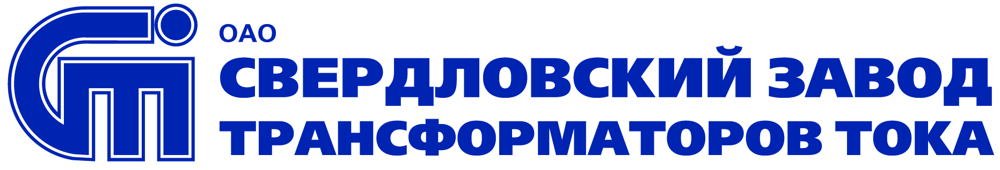 ОАО
СВЕРДЛОВСКИЙ ЗАВОД
ТРАНСФОРМАТОРОВ ТОКА